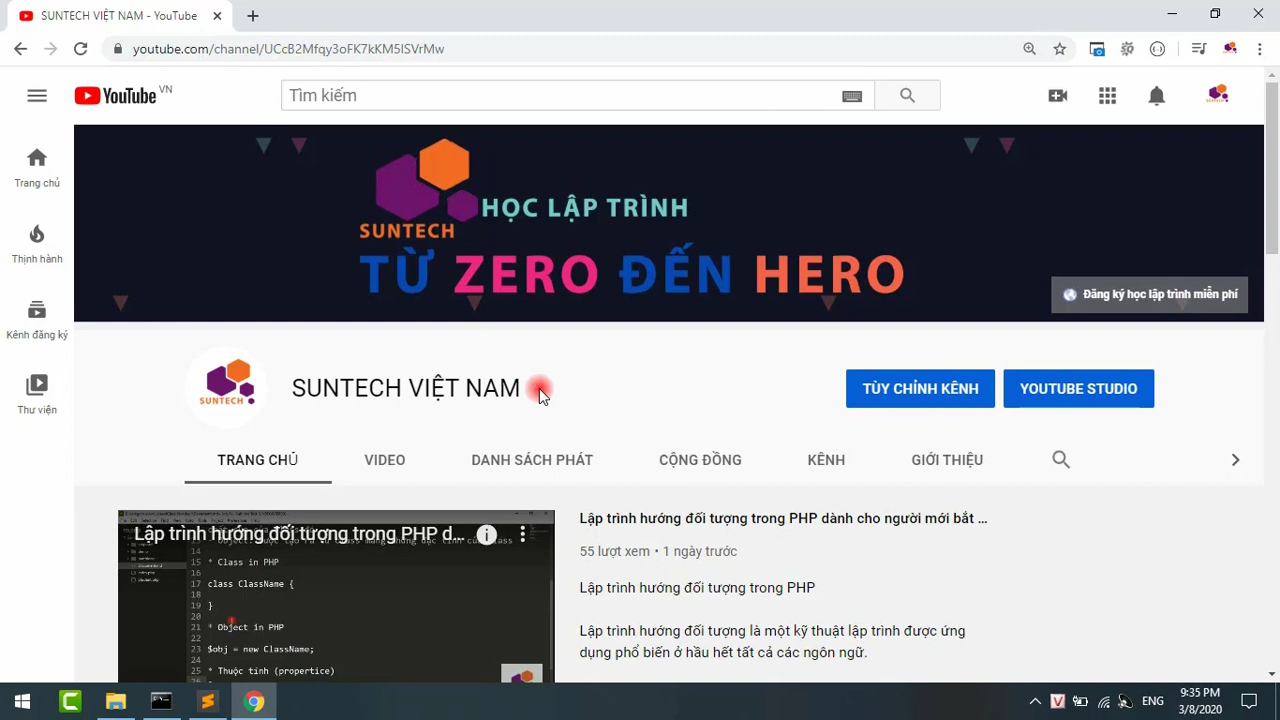 SUNTECH VIỆT NAM - YouTube
youtube.com/channel/UCcB2Mfqy3oFK7kKM5lSVrMw
YouTube VN
Tìm kiếm
Trang chủ
Thịnh hành
Kênh đăng ký
Thư viện
SUNTECH
HỌC LẬP TRÌNH
TỪ ZERO ĐẾN HERO
Đăng ký học lập trình miễn phí
SUNTECH
SUNTECH VIỆT NAM
TÙY CHỈNH KÊNH
YOUTUBE STUDIO
TRANG CHỦ
VIDEO
DANH SÁCH PHÁT
CỘNG ĐỒNG
KÊNH
GIỚI THIỆU
Lập trình hướng đối tượng trong PHP d...
14
15 * Class in PHP
16
17 class ClassName {
18
19 }
20
21 * Object in PHP
22
23 $obj = new ClassName;
24
25 * Thuộc tính (propertice)
Lập trình hướng đối tượng trong PHP dành cho người mới bắt ...
55 lượt xem • 1 ngày trước
Lập trình hướng đối tượng trong PHP
Lập trình hướng đối tượng là một kỹ thuật lập trình được ứng
dụng phổ biến ở hầu hết tất cả các ngôn ngữ.
ENG
9:35 PM
3/8/2020